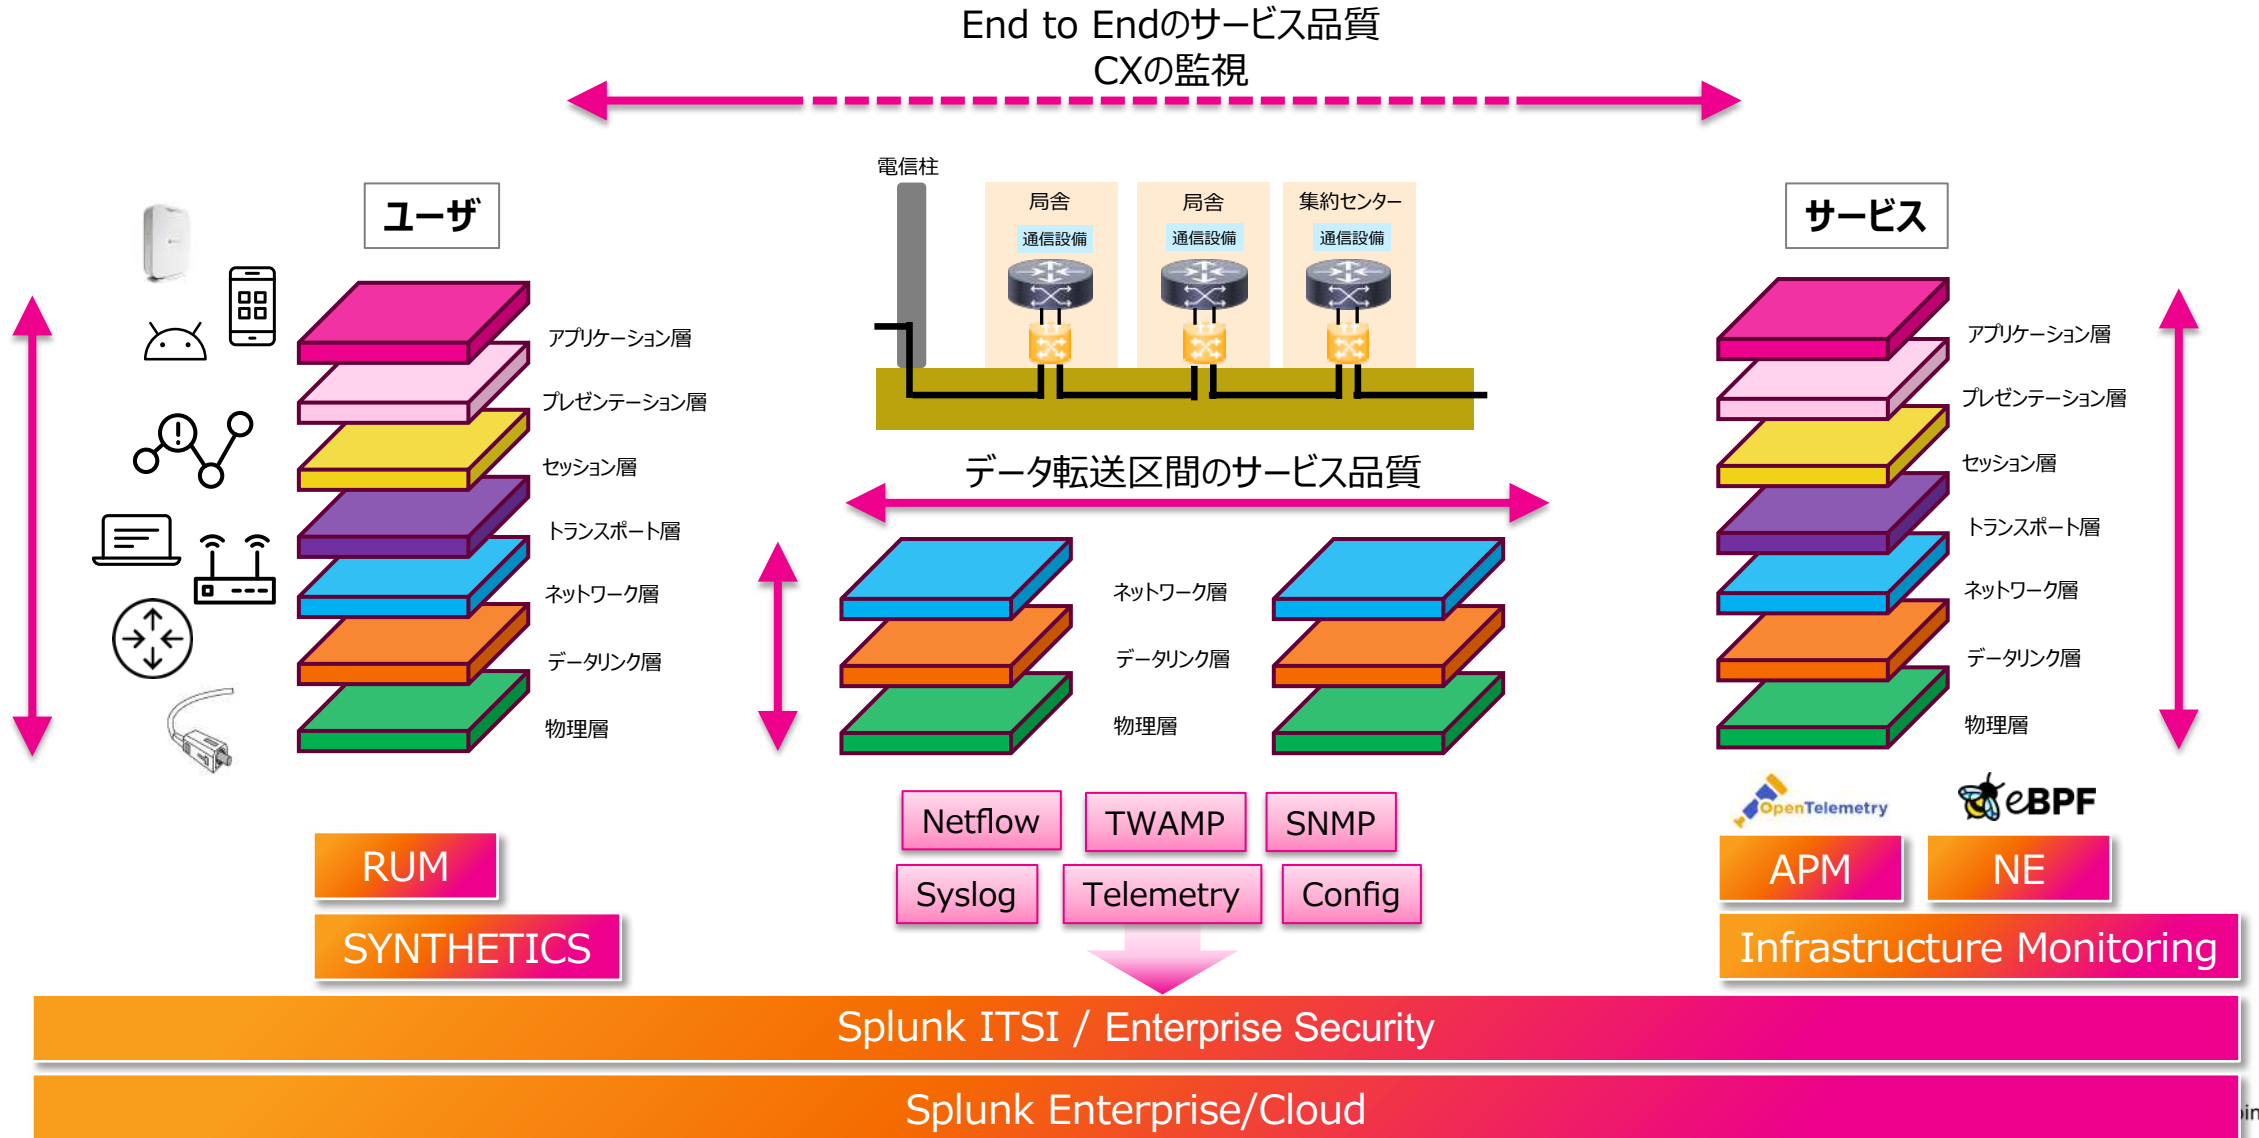 End to Endのサービス品質
CXの監視
電信柱
局舎
局舎
集約センター
通信設備
通信設備
通信設備
ユーザ
サービス
アプリケーション層
プレゼンテーション層
セッション層
トランスポート層
ネットワーク層
データリンク層
物理層
データ転送区間のサービス品質
ネットワーク層
データリンク層
物理層
アプリケーション層
プレゼンテーション層
セッション層
トランスポート層
ネットワーク層
データリンク層
物理層
Netflow
TWAMP
SNMP
Syslog
Telemetry
Config
OpenTelemetry
eBPF
RUM
SYNTHETICS
APM
NE
Infrastructure Monitoring
Splunk ITSI / Enterprise Security
Splunk Enterprise/Cloud